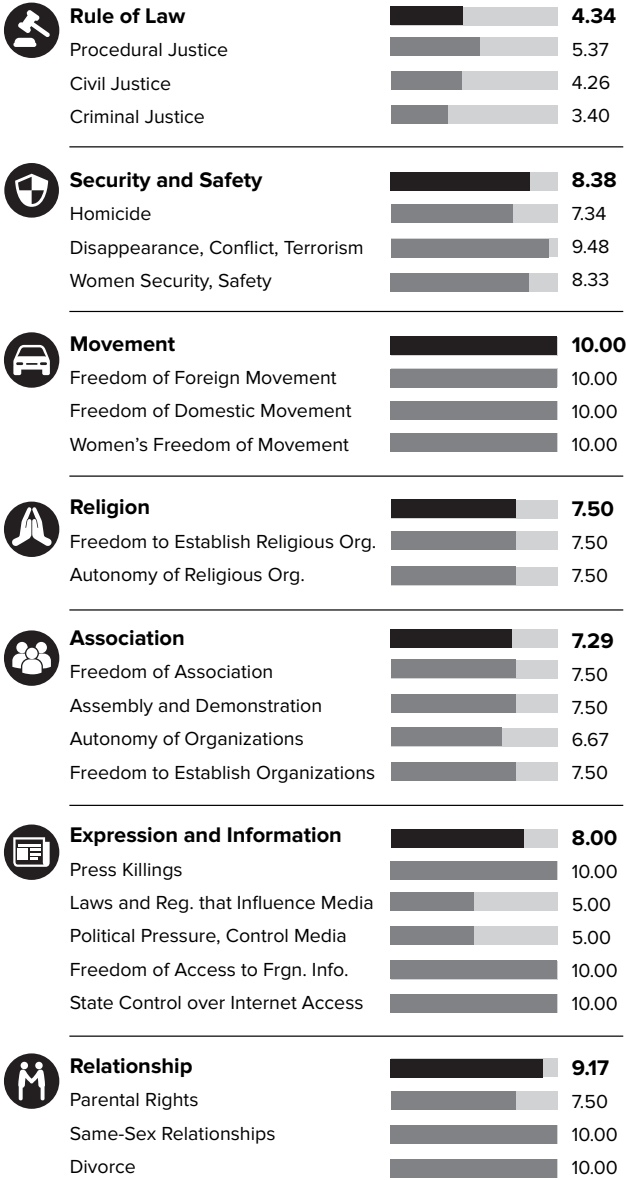 Rule of Law 4.34
Procedural Justice 5.37
Civil Justice 4.26
Criminal Justice 3.40
Security and Safety 8.38
Homicide 7.34
Disappearance, Conflict, Terrorism 9.48
Women Security, Safety 8.33
Movement 10.00
Freedom of Foreign Movement 10.00
Freedom of Domestic Movement 10.00
Women's Freedom of Movement 10.00
Religion 7.50
Freedom to Establish Religious Org. 7.50
Autonomy of Religious Org. 7.50
Association 7.29
Freedom of Association 7.50
Assembly and Demonstration 7.50
Autonomy of Organizations 6.67
Freedom to Establish Organizations 7.50
Expression and Information 8.00
Press Killings 10.00
Laws and Reg. that Influence Media 5.00
Political Pressure, Control Media 5.00
Freedom of Access to Frgn. Info. 10.00
State Control over Internet Access 10.00
Relationship 9.17
Parental Rights 7.50
Same-Sex Relationships 10.00
Divorce 10.00